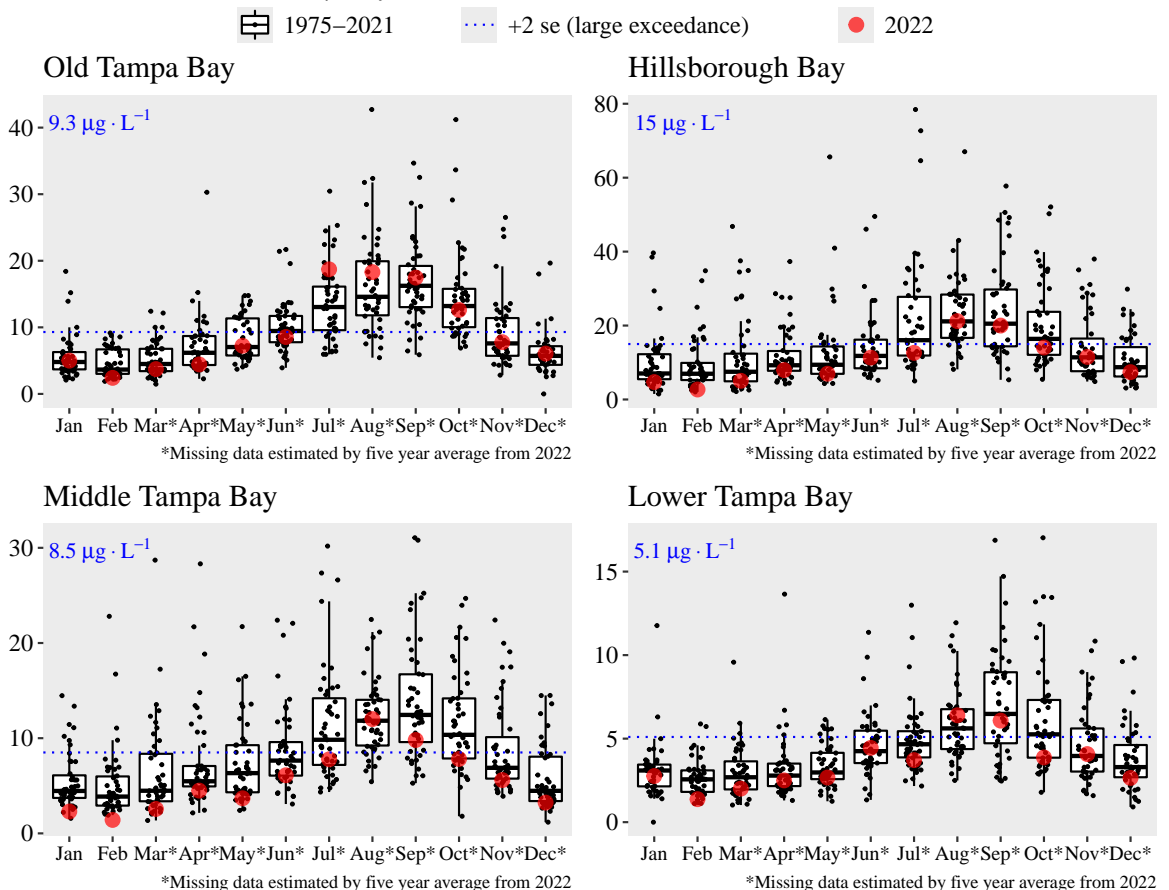 1975–2021 +2 se (large exceedance) 2022
Old Tampa Bay
9.3 µg · L⁻¹
40
30
20
10
0
Jan Feb Mar* Apr* May* Jun* Jul* Aug* Sep* Oct* Nov* Dec*
*Missing data estimated by five year average from 2022
Hillsborough Bay
15 µg · L⁻¹
80
60
40
20
0
Jan Feb Mar* Apr* May* Jun* Jul* Aug* Sep* Oct* Nov* Dec*
*Missing data estimated by five year average from 2022
Middle Tampa Bay
8.5 µg · L⁻¹
30
20
10
0
Jan Feb Mar* Apr* May* Jun* Jul* Aug* Sep* Oct* Nov* Dec*
*Missing data estimated by five year average from 2022
Lower Tampa Bay
5.1 µg · L⁻¹
15
10
5
0
Jan Feb Mar* Apr* May* Jun* Jul* Aug* Sep* Oct* Nov* Dec*
*Missing data estimated by five year average from 2022